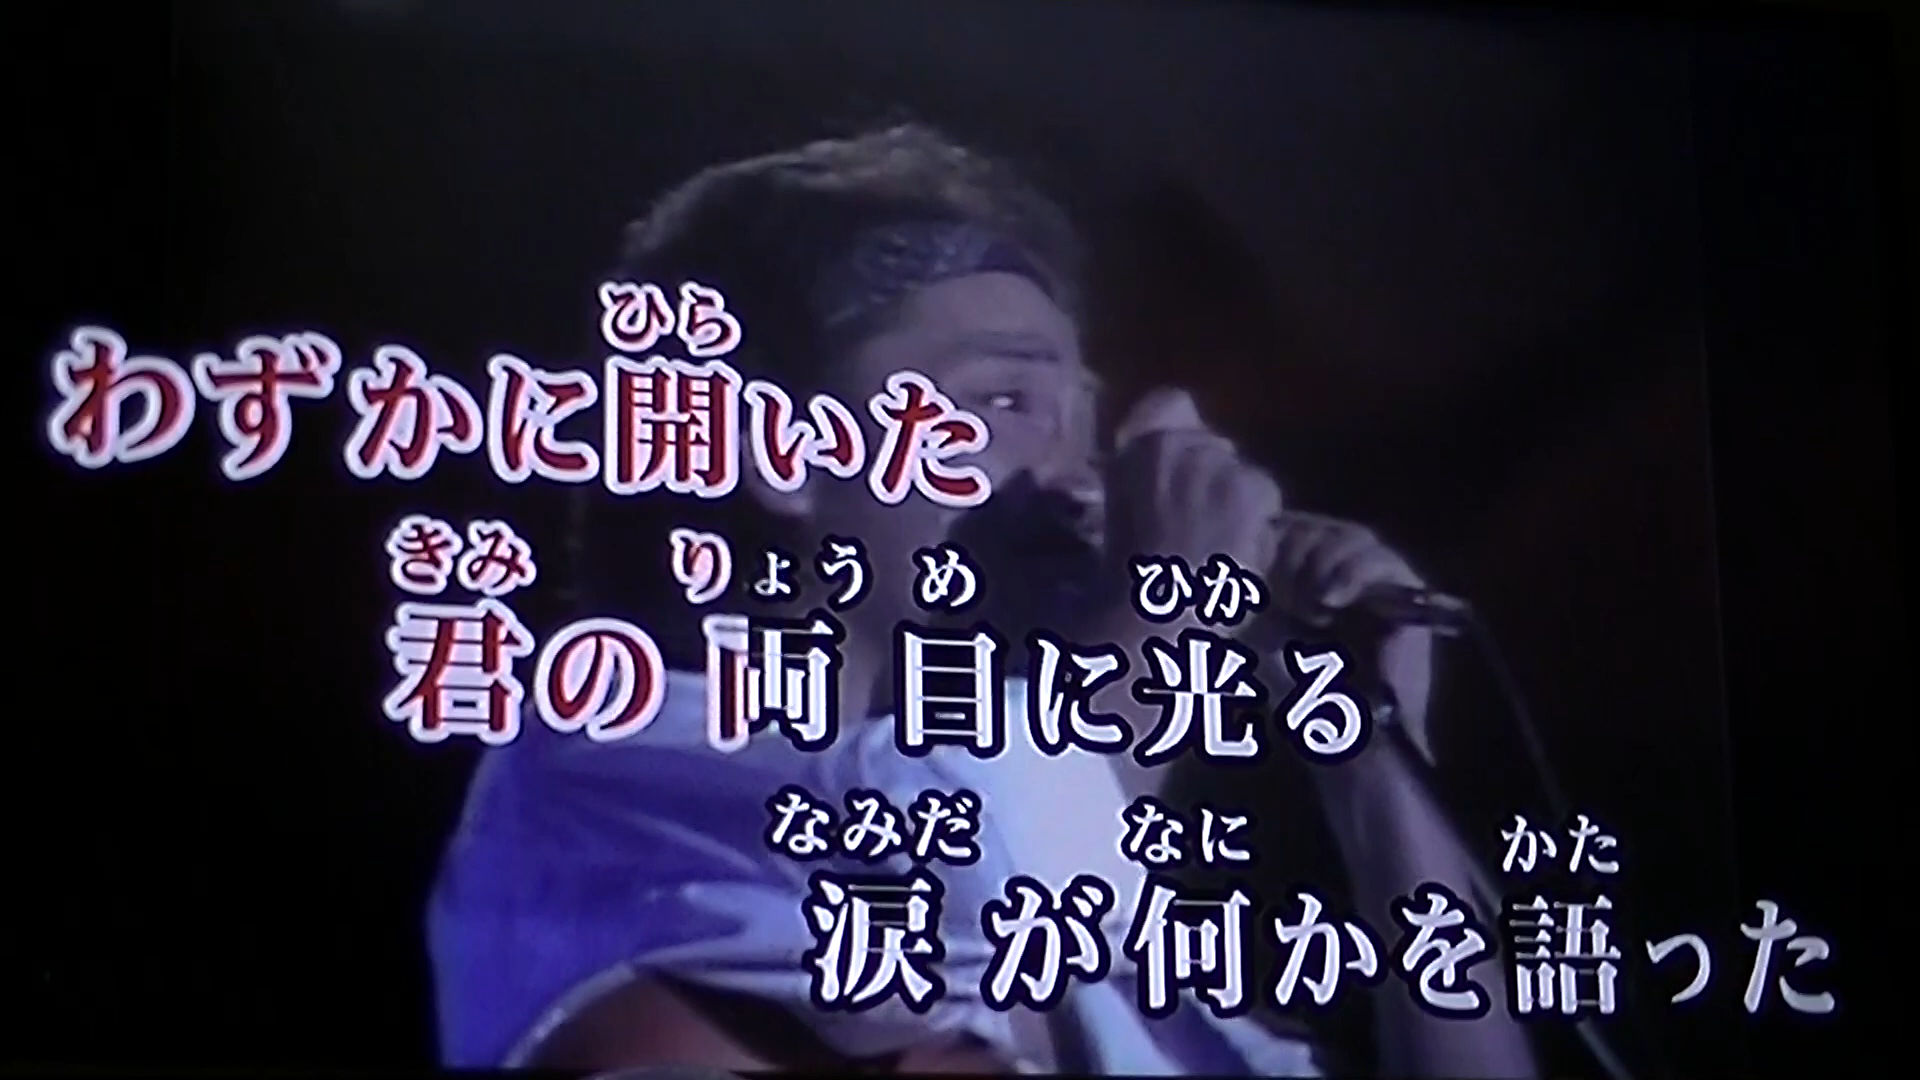 ひら
わずかに開いた
きみ りょう め ひか
君の両目に光る
なみだ なに かた
涙が何かを語った